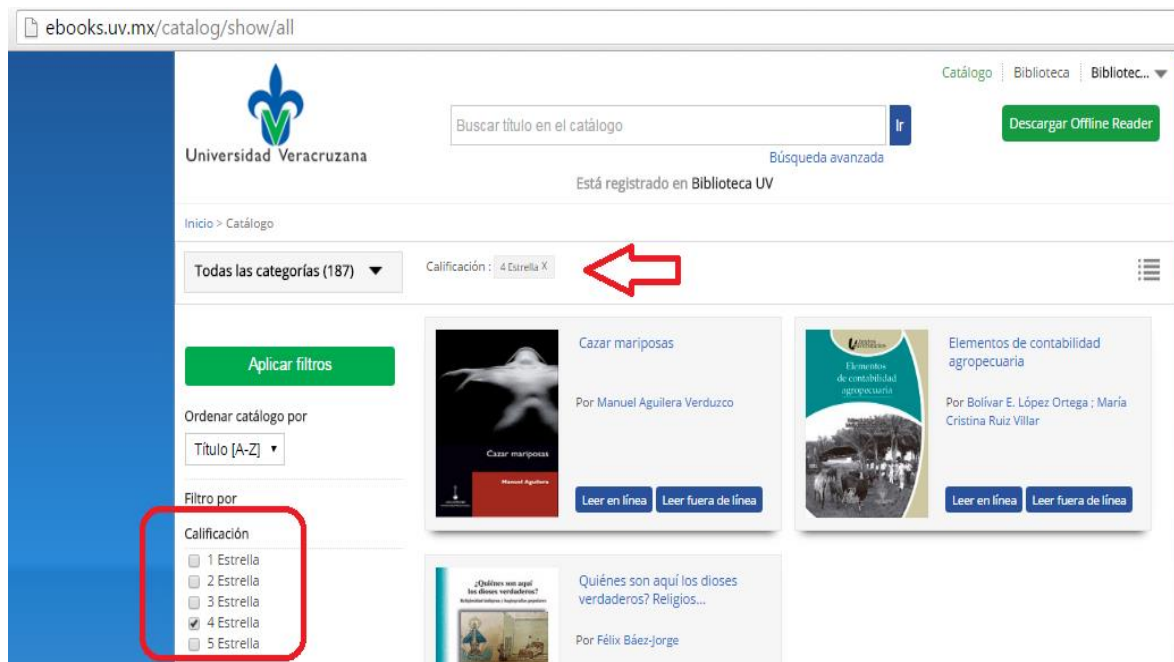 ebooks.uv.mx/catalog/show/all
Universidad Veracruzana
Catálogo
Biblioteca
Bibliotec...
Buscar título en el catálogo
Ir
Descargar Offline Reader
Búsqueda avanzada
Está registrado en Biblioteca UV
Inicio > Catálogo
Todas las categorías (187)
Calificación : 4 Estrella X
Aplicar filtros
Ordenar catálogo por
Título [A-Z]
Filtro por
Calificación
1 Estrella
2 Estrella
3 Estrella
4 Estrella
5 Estrella
Cazar mariposas
Manuel Aguilera
Cazar mariposas
Por Manuel Aguilera Verduzco
Leer en línea
Leer fuera de línea
Elementos
de contabilidad
agropecuaria
Elementos de contabilidad
agropecuaria
Por Bolívar E. López Ortega ; María
Cristina Ruiz Villar
Leer en línea
Leer fuera de línea
¿Quiénes son aquí
los dioses verdaderos?
Religiosidad indígena y hagiografías populares
Quiénes son aquí los dioses
verdaderos? Religios...
Por Félix Báez-Jorge